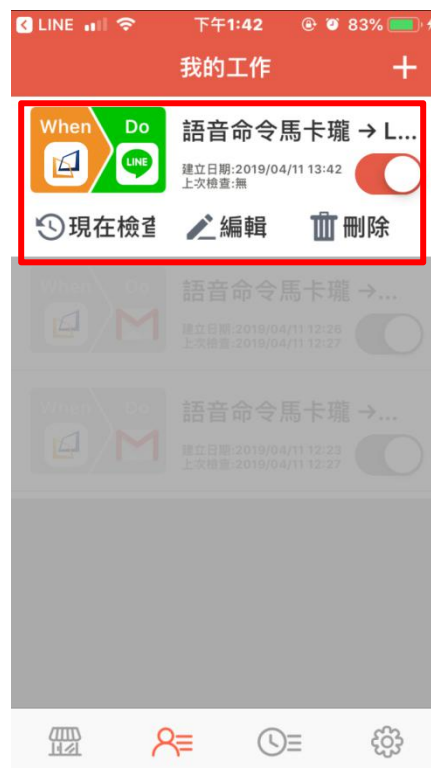 LINE 下午1:42 83%
我的工作
When Do
LINE
語音命令馬卡瓏 → L...
建立日期:2019/04/11 13:42
上次檢查:無
現在檢查 編輯 刪除
When Do
語音命令馬卡瓏 →...
建立日期:2019/04/11 12:26
上次檢查:2019/04/11 12:27
When Do
語音命令馬卡瓏 →...
建立日期:2019/04/11 12:23
上次檢查:2019/04/11 12:27